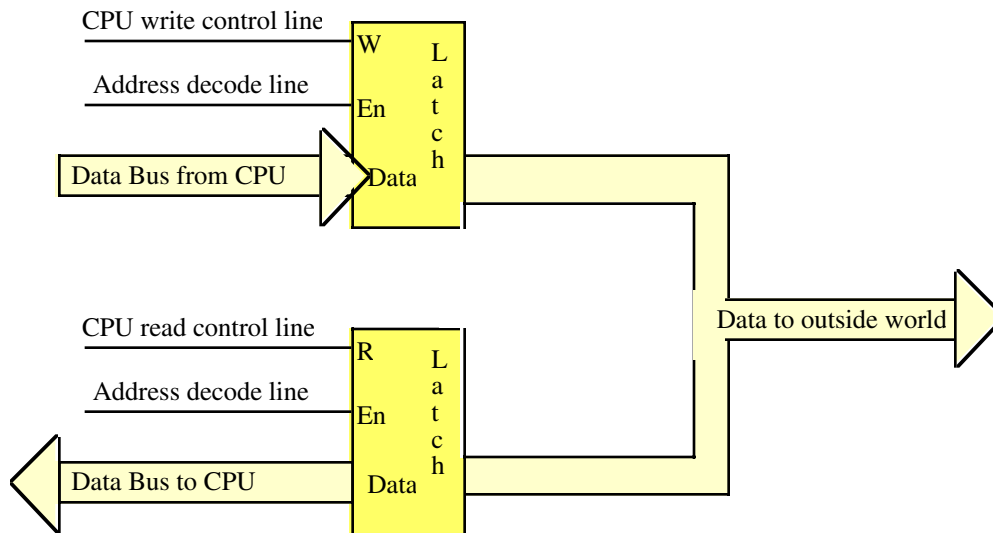 CPU write control line
W
Latch
Address decode line
En
Data Bus from CPU
Data
CPU read control line
R
Latch
Address decode line
En
Data Bus to CPU
Data
Data to outside world